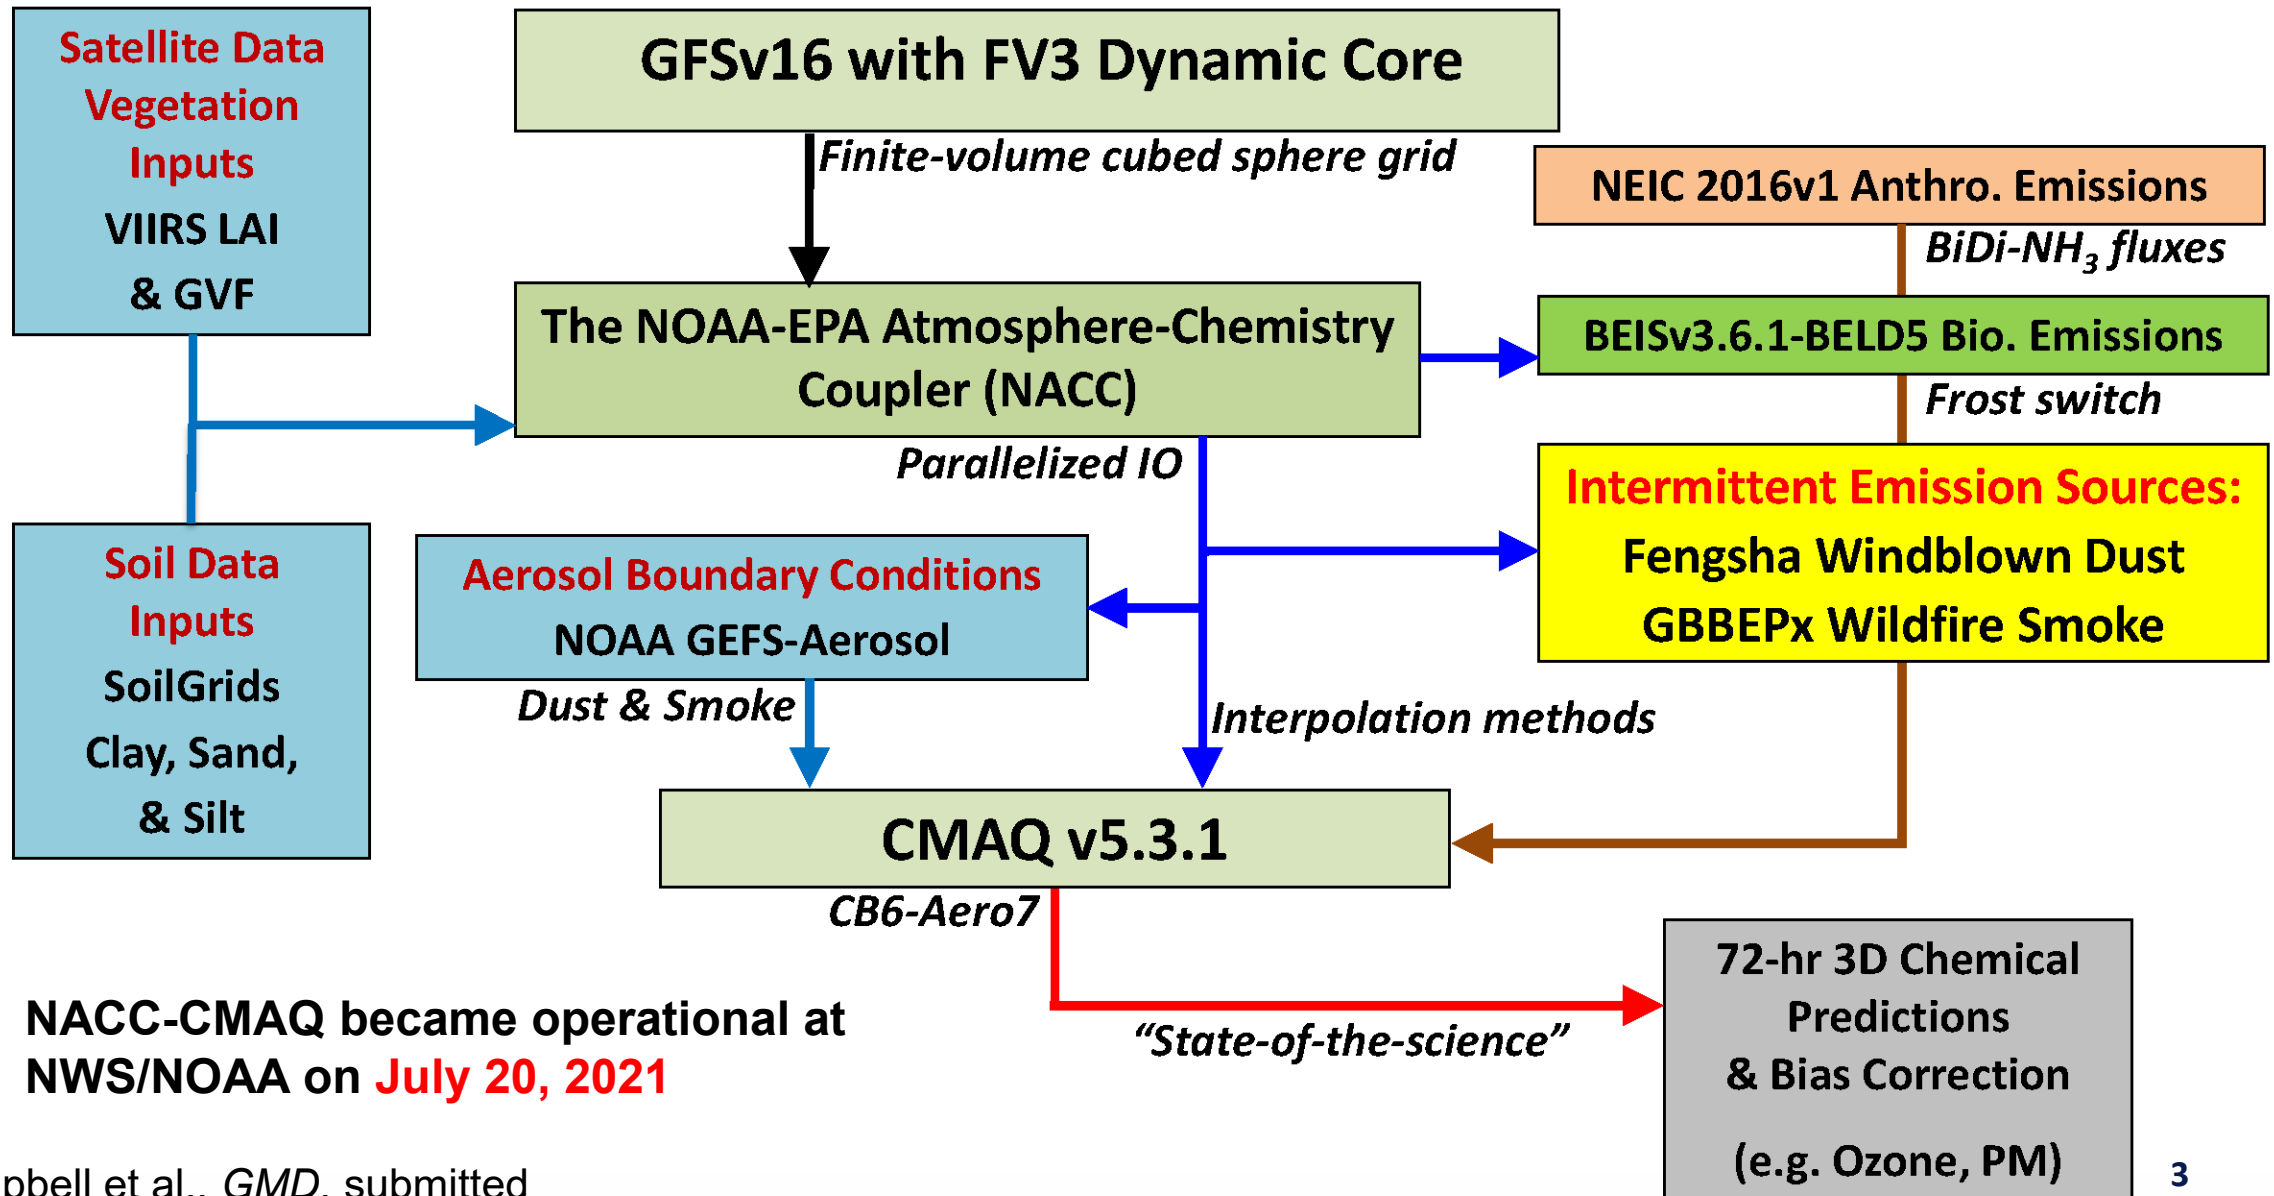 Satellite Data
Vegetation
Inputs
VIIRS LAI
& GVF
GFSv16 with FV3 Dynamic Core
Finite-volume cubed sphere grid
NEIC 2016v1 Anthro. Emissions
BiDi-NH₃ fluxes
The NOAA-EPA Atmosphere-Chemistry
Coupler (NACC)
BEISv3.6.1-BELD5 Bio. Emissions
Frost switch
Parallelized IO
Intermittent Emission Sources:
Fengsha Windblown Dust
GBBEPx Wildfire Smoke
Soil Data
Inputs
SoilGrids
Clay, Sand,
& Silt
Aerosol Boundary Conditions
NOAA GEFS-Aerosol
Dust & Smoke
Interpolation methods
CMAQ v5.3.1
CB6-Aero7
“State-of-the-science”
72-hr 3D Chemical
Predictions
& Bias Correction
(e.g. Ozone, PM)
NACC-CMAQ became operational at
NWS/NOAA on July 20, 2021
pbell et al., GMD, submitted
3